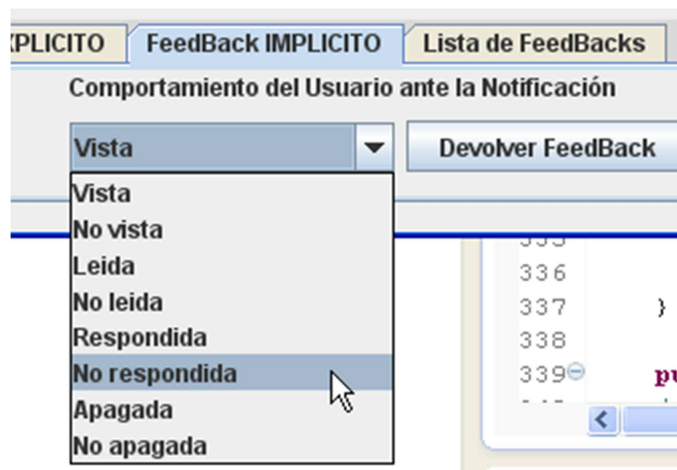 FeedBack IMPLICITO
Lista de FeedBacks
Comportamiento del Usuario ante la Notificación
Vista
Devolver FeedBack
Vista
No vista
Leida
No leida
Respondida
No respondida
Apagada
No apagada
336
337 }
338
339